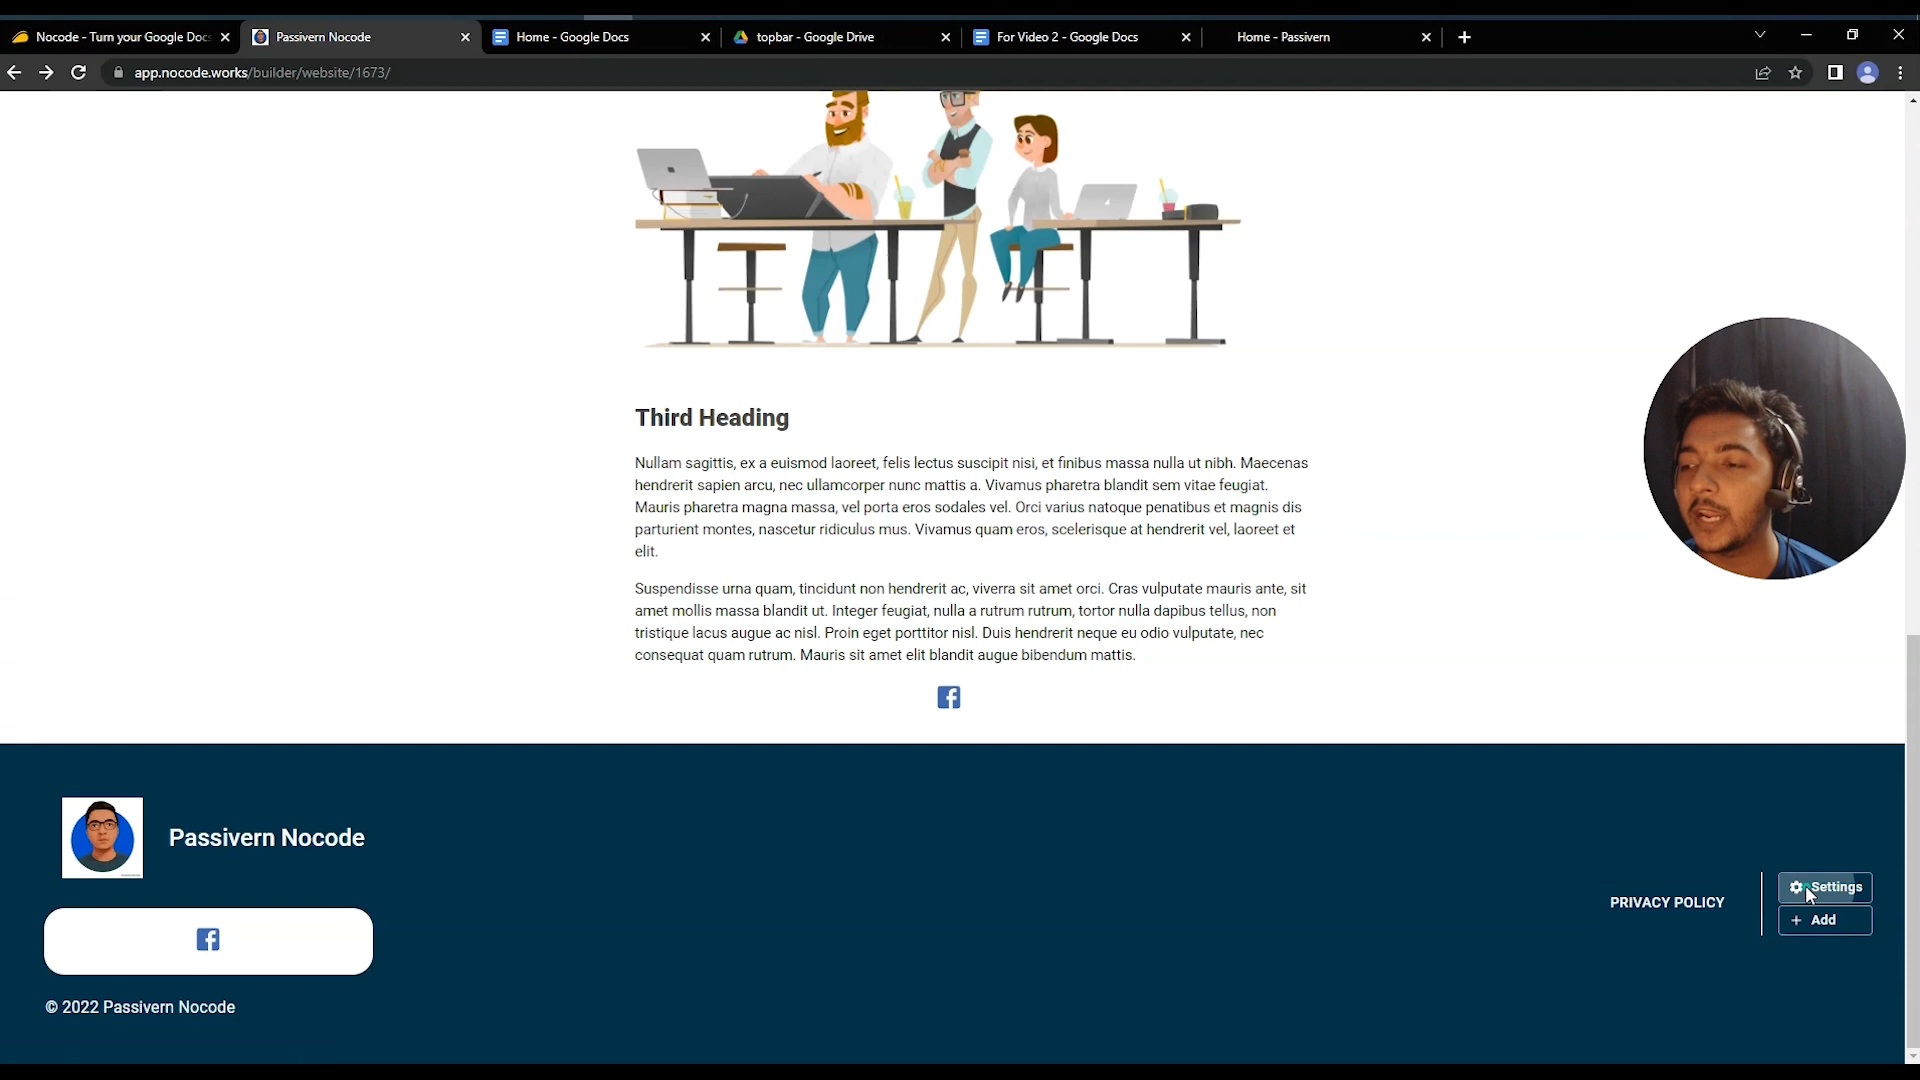 Nocode - Turn your Google Docs
Passivern Nocode
Home - Google Docs
topbar - Google Drive
For Video 2 - Google Docs
Home - Passivern
app.nocode.works/builder/website/1673/
Third Heading
Nullam sagittis, ex a euismod laoreet, felis lectus suscipit nisi, et finibus massa nulla ut nibh. Maecenas
hendrerit sapien arcu, nec ullamcorper nunc mattis a. Vivamus pharetra blandit sem vitae feugiat.
Mauris pharetra magna massa, vel porta eros sodales vel. Orci varius natoque penatibus et magnis dis
parturient montes, nascetur ridiculus mus. Vivamus quam eros, scelerisque at hendrerit vel, laoreet et
elit.
Suspendisse urna quam, tincidunt non hendrerit ac, viverra sit amet orci. Cras vulputate mauris ante, sit
amet mollis massa blandit ut. Integer feugiat, nulla a rutrum rutrum, tortor nulla dapibus tellus, non
tristique lacus augue ac nisl. Proin eget porttitor nisl. Duis hendrerit neque eu odio vulputate, nec
consequat quam rutrum. Mauris sit amet elit blandit augue bibendum mattis.
Passivern Nocode
Settings
PRIVACY POLICY
+ Add
© 2022 Passivern Nocode